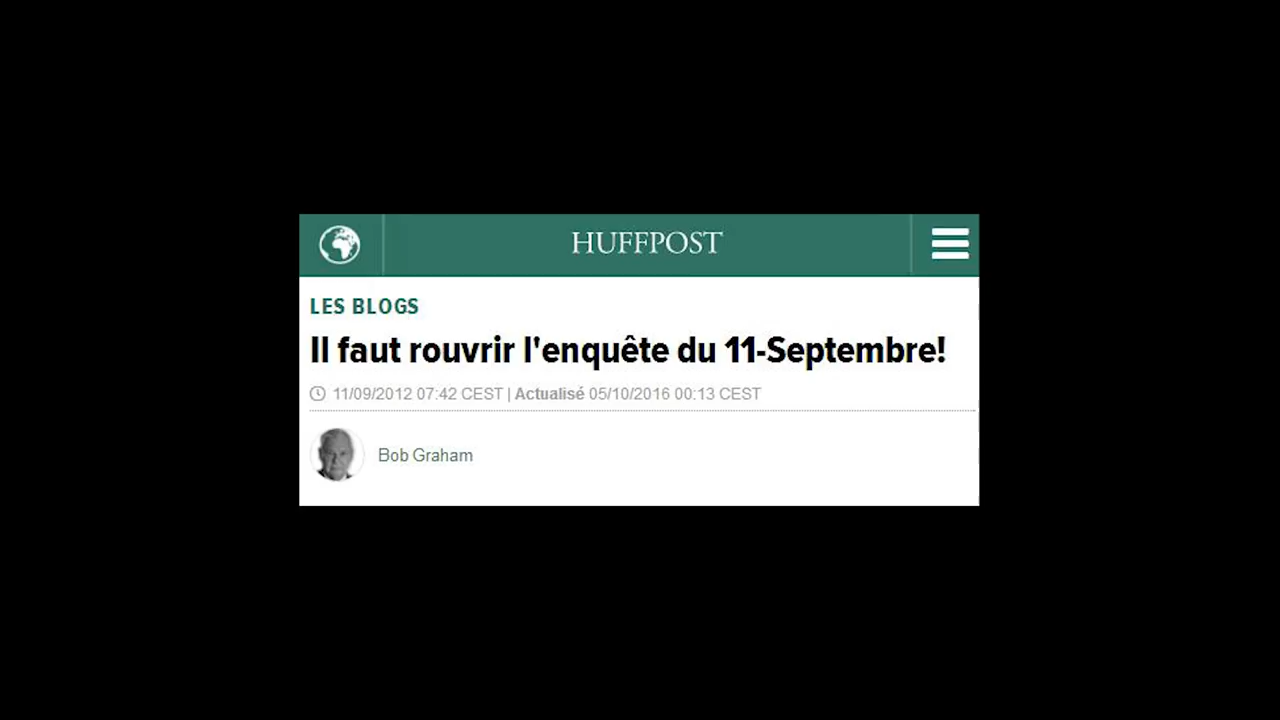 HUFFPOST
LES BLOGS
Il faut rouvrir l'enquête du 11-Septembre!
11/09/2012 07:42 CEST | Actualisé 05/10/2016 00:13 CEST
Bob Graham